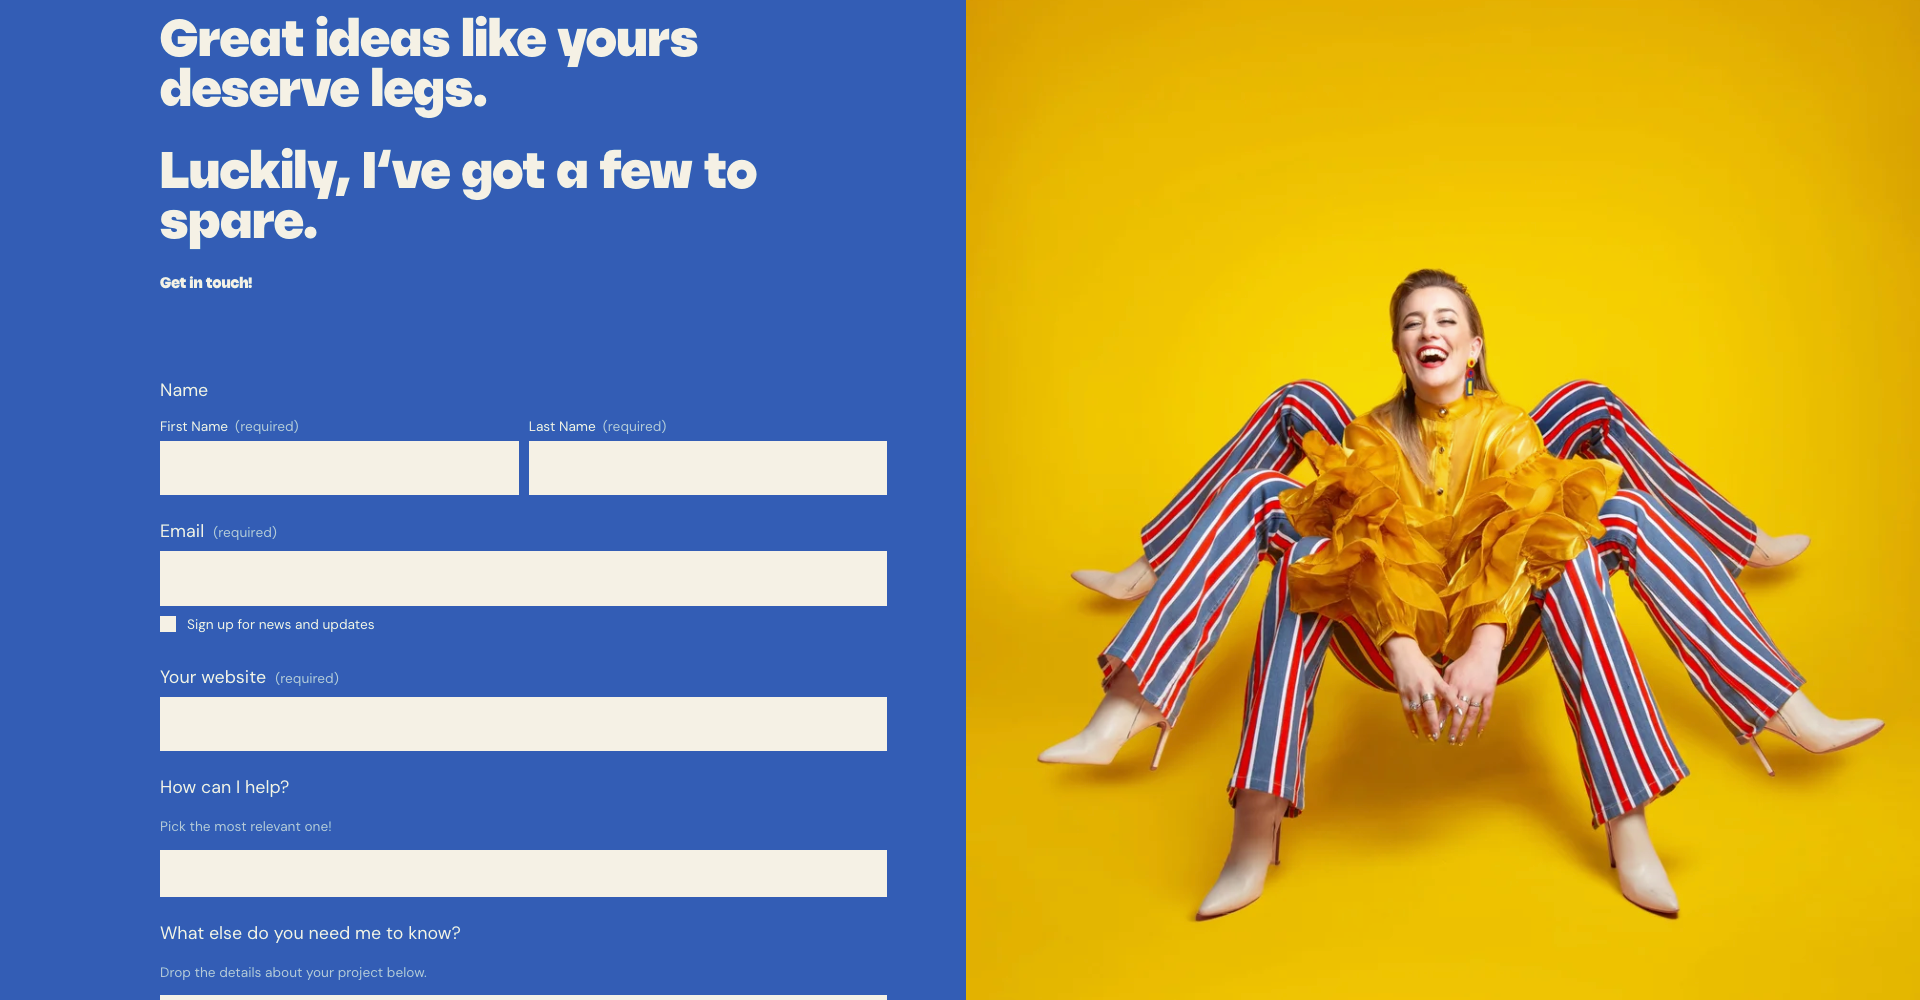 Great ideas like yours
deserve legs.
Luckily, I‘ve got a few to
spare.
Get in touch!
Name
First Name (required)
Last Name (required)
Email (required)
Sign up for news and updates
Your website (required)
How can I help?
Pick the most relevant one!
What else do you need me to know?
Drop the details about your project below.